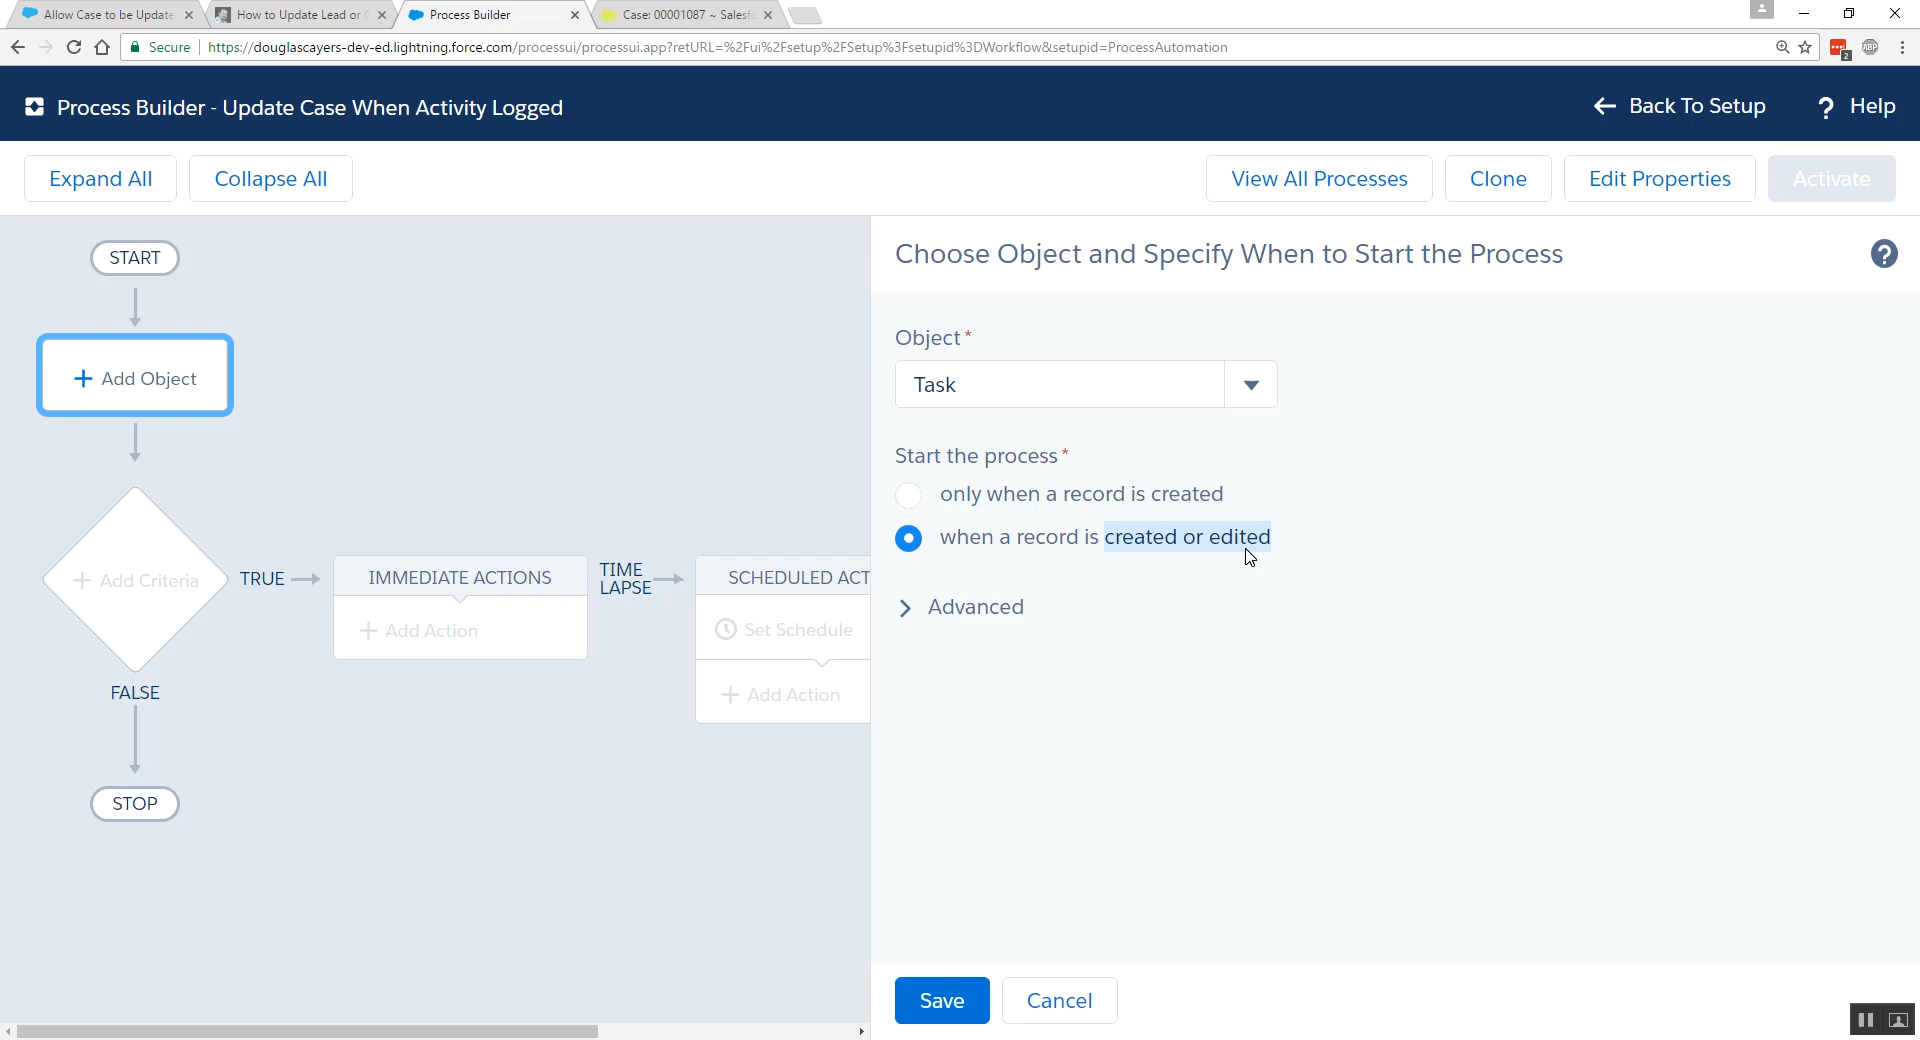 Allow Case to be Update
How to Update Lead or C
Process Builder
Case: 00001087 ~ Salesfo
Secure
https://douglascayers-dev-ed.lightning.force.com/processui/processui.app?retURL=%2Fui%2Fsetup%2FSetup%3Fsetupid%3DWorkflow&setupid=ProcessAutomation
2
ABP
Process Builder - Update Case When Activity Logged
Back To Setup
? Help
Expand All
Collapse All
View All Processes
Clone
Edit Properties
Activate
START
+ Add Object
+ Add Criteria
TRUE
IMMEDIATE ACTIONS
+ Add Action
TIME
LAPSE
SCHEDULED ACT
Set Schedule
+ Add Action
FALSE
STOP
Choose Object and Specify When to Start the Process
?
Object*
Task
Start the process*
only when a record is created
when a record is created or edited
Advanced
Save
Cancel